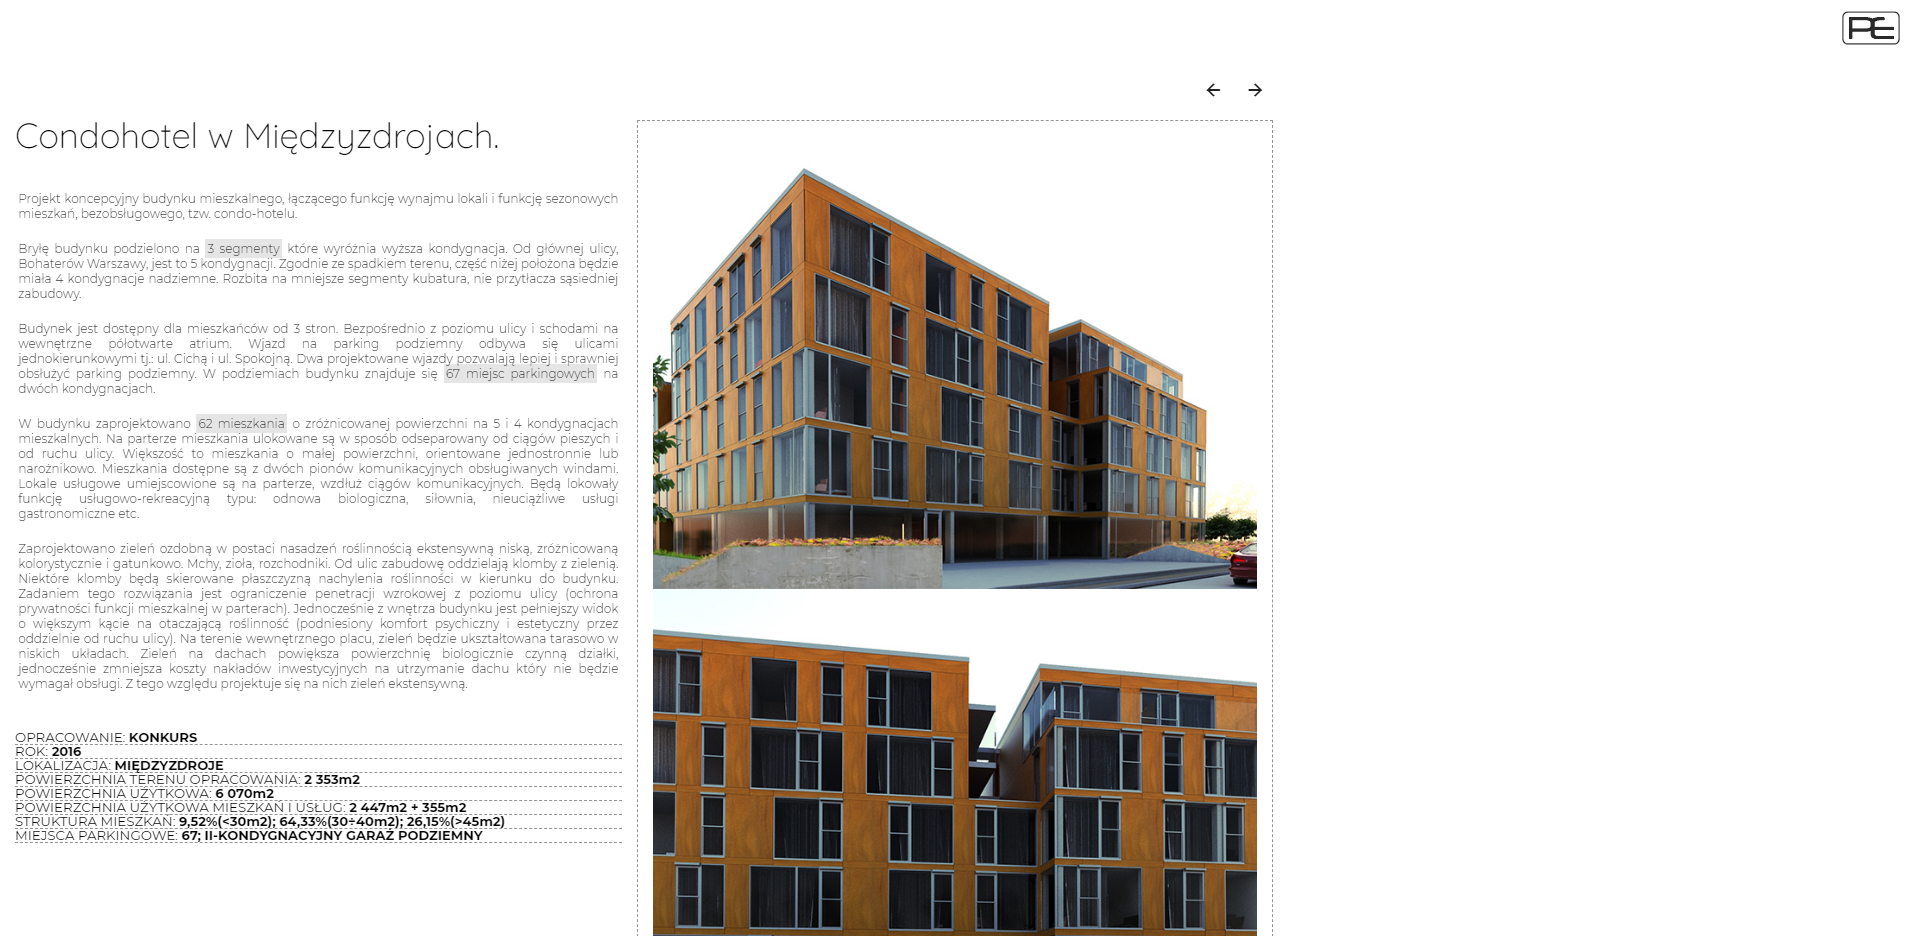 PE
Condohotel w Międzyzdrojach.
Projekt koncepcyjny budynku mieszkalnego, łączącego funkcję wynajmu lokali i funkcję sezonowych
mieszkań, bezobsługowego, tzw. condo-hotelu.
Bryłę budynku podzielono na 3 segmenty które wyróżnia wyższa kondygnacja. Od głównej ulicy,
Bohaterów Warszawy, jest to 5 kondygnacji. Zgodnie ze spadkiem terenu, część niżej położona będzie
miała 4 kondygnacje nadziemne. Rozbita na mniejsze segmenty kubatura, nie przytłacza sąsiedniej
zabudowy.
Budynek jest dostępny dla mieszkańców od 3 stron. Bezpośrednio z poziomu ulicy i schodami na
wewnętrzne półotwarte atrium. Wjazd na parking podziemny odbywa się ulicami
jednokierunkowymi tj.: ul. Cichą i ul. Spokojną. Dwa projektowane wjazdy pozwalają lepiej i sprawniej
obsłużyć parking podziemny. W podziemiach budynku znajduje się 67 miejsc parkingowych na
dwóch kondygnacjach.
W budynku zaprojektowano 62 mieszkania o zróżnicowanej powierzchni na 5 i 4 kondygnacjach
mieszkalnych. Na parterze mieszkania ulokowane są w sposób odseparowany od ciągów pieszych i
od ruchu ulicy. Większość to mieszkania o małej powierzchni, orientowane jednostronnie lub
narożnikowo. Mieszkania dostępne są z dwóch pionów komunikacyjnych obsługiwanych windami.
Lokale usługowe umiejscowione są na parterze, wzdłuż ciągów komunikacyjnych. Będą lokowały
funkcję usługowo-rekreacyjną typu: odnowa biologiczna, siłownia, nieuciążliwe usługi
gastronomiczne etc.
Zaprojektowano zieleń ozdobną w postaci nasadzeń roślinnością ekstensywną niską, zróżnicowaną
kolorystycznie i gatunkowo. Mchy, zioła, rozchodniki. Od ulic zabudowę oddzielają klomby z zielenią.
Niektóre klomby będą skierowane płaszczyzną nachylenia roślinności w kierunku do budynku.
Zadaniem tego rozwiązania jest ograniczenie penetracji wzrokowej z poziomu ulicy (ochrona
prywatności funkcji mieszkalnej w parterach). Jednocześnie z wnętrza budynku jest pełniejszy widok
o większym kącie na otaczającą roślinność (podniesiony komfort psychiczny i estetyczny przez
oddzielnie od ruchu ulicy). Na terenie wewnętrznego placu, zieleń będzie ukształtowana tarasowo w
niskich układach. Zieleń na dachach powiększa powierzchnię biologicznie czynną działki,
jednocześnie zmniejsza koszty nakładów inwestycyjnych na utrzymanie dachu który nie będzie
wymagał obsługi. Z tego względu projektuje się na nich zieleń ekstensywną.
OPRACOWANIE: KONKURS
ROK: 2016
LOKALIZACJA: MIĘDZYZDROJE
POWIERZCHNIA TERENU OPRACOWANIA: 2 353m2
POWIERZCHNIA UŻYTKOWA: 6 070m2
POWIERZCHNIA UŻYTKOWA MIESZKAŃ I USŁUG: 2 447m2 + 355m2
STRUKTURA MIESZKAŃ: 9,52%(<30m2); 64,33%(30÷40m2); 26,15%(>45m2)
MIEJSCA PARKINGOWE: 67; II-KONDYGNACYJNY GARAŻ PODZIEMNY